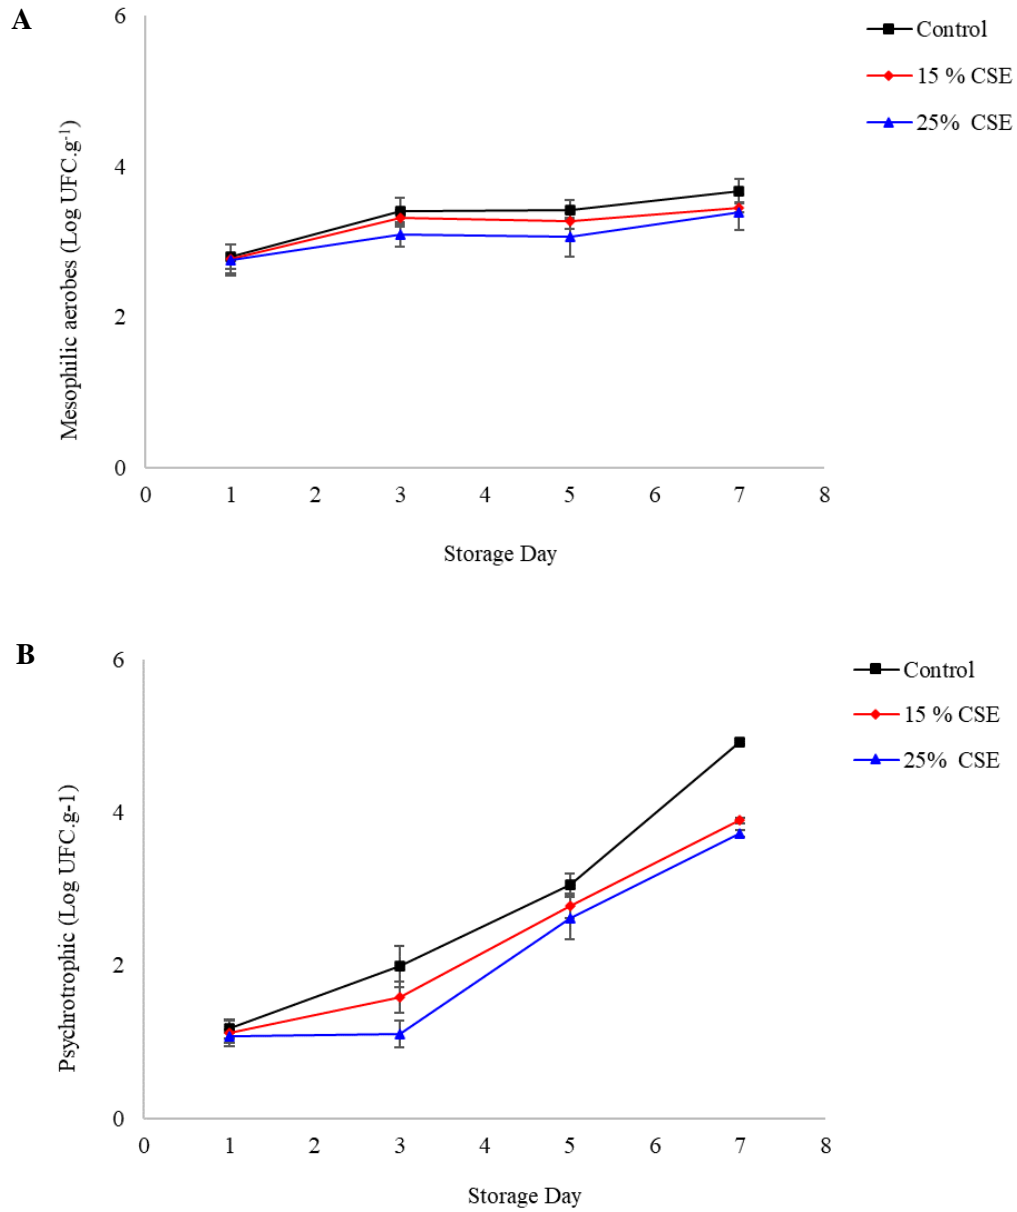 A
6
4
2
0
Mesophilic aerobes (Log UFC.g-1)
0 1 2 3 4 5 6 7 8
Storage Day
Control
15 % CSE
25%  CSE
B
6
4
2
0
Psychrotrophic (Log UFC.g-1)
0 1 2 3 4 5 6 7 8
Storage Day
Control
15 % CSE
25%  CSE